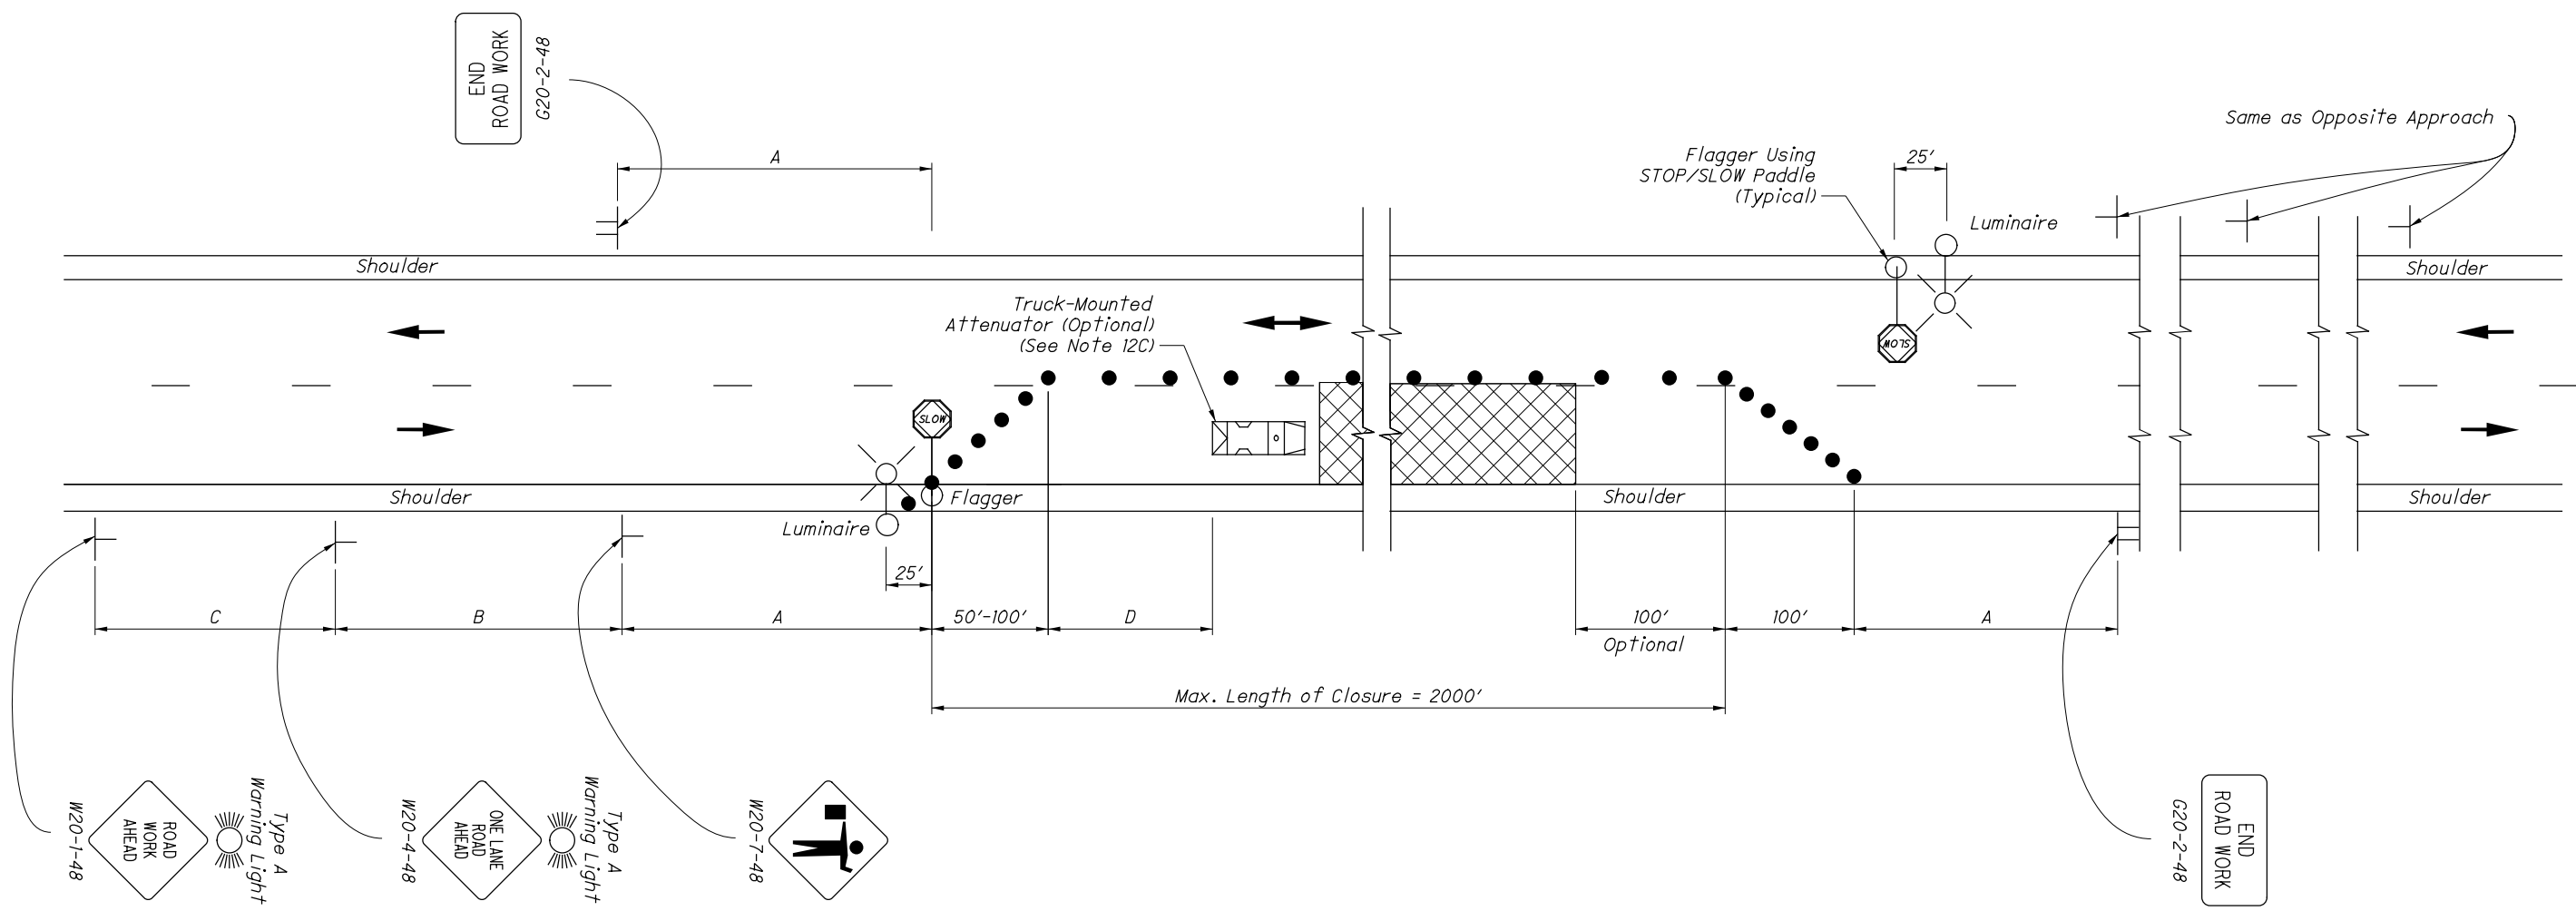 END
ROAD WORK
G20-2-48
A
Same as Opposite Approach
Flagger Using
STOP/SLOW Paddle
(Typical)
25'
Luminaire
Shoulder
Shoulder
Truck-Mounted
Attenuator (Optional)
(See Note 12C)
SLOW
SLOW
Shoulder
Flagger
Shoulder
Shoulder
Luminaire
25'
C
B
A
50'-100'
D
100'
Optional
100'
A
Max. Length of Closure = 2000'
W20-1-48
ROAD
WORK
AHEAD
Type A
Warning Light
W20-4-48
ONE LANE
ROAD
AHEAD
Type A
Warning Light
W20-7-48
G20-2-48
END
ROAD WORK